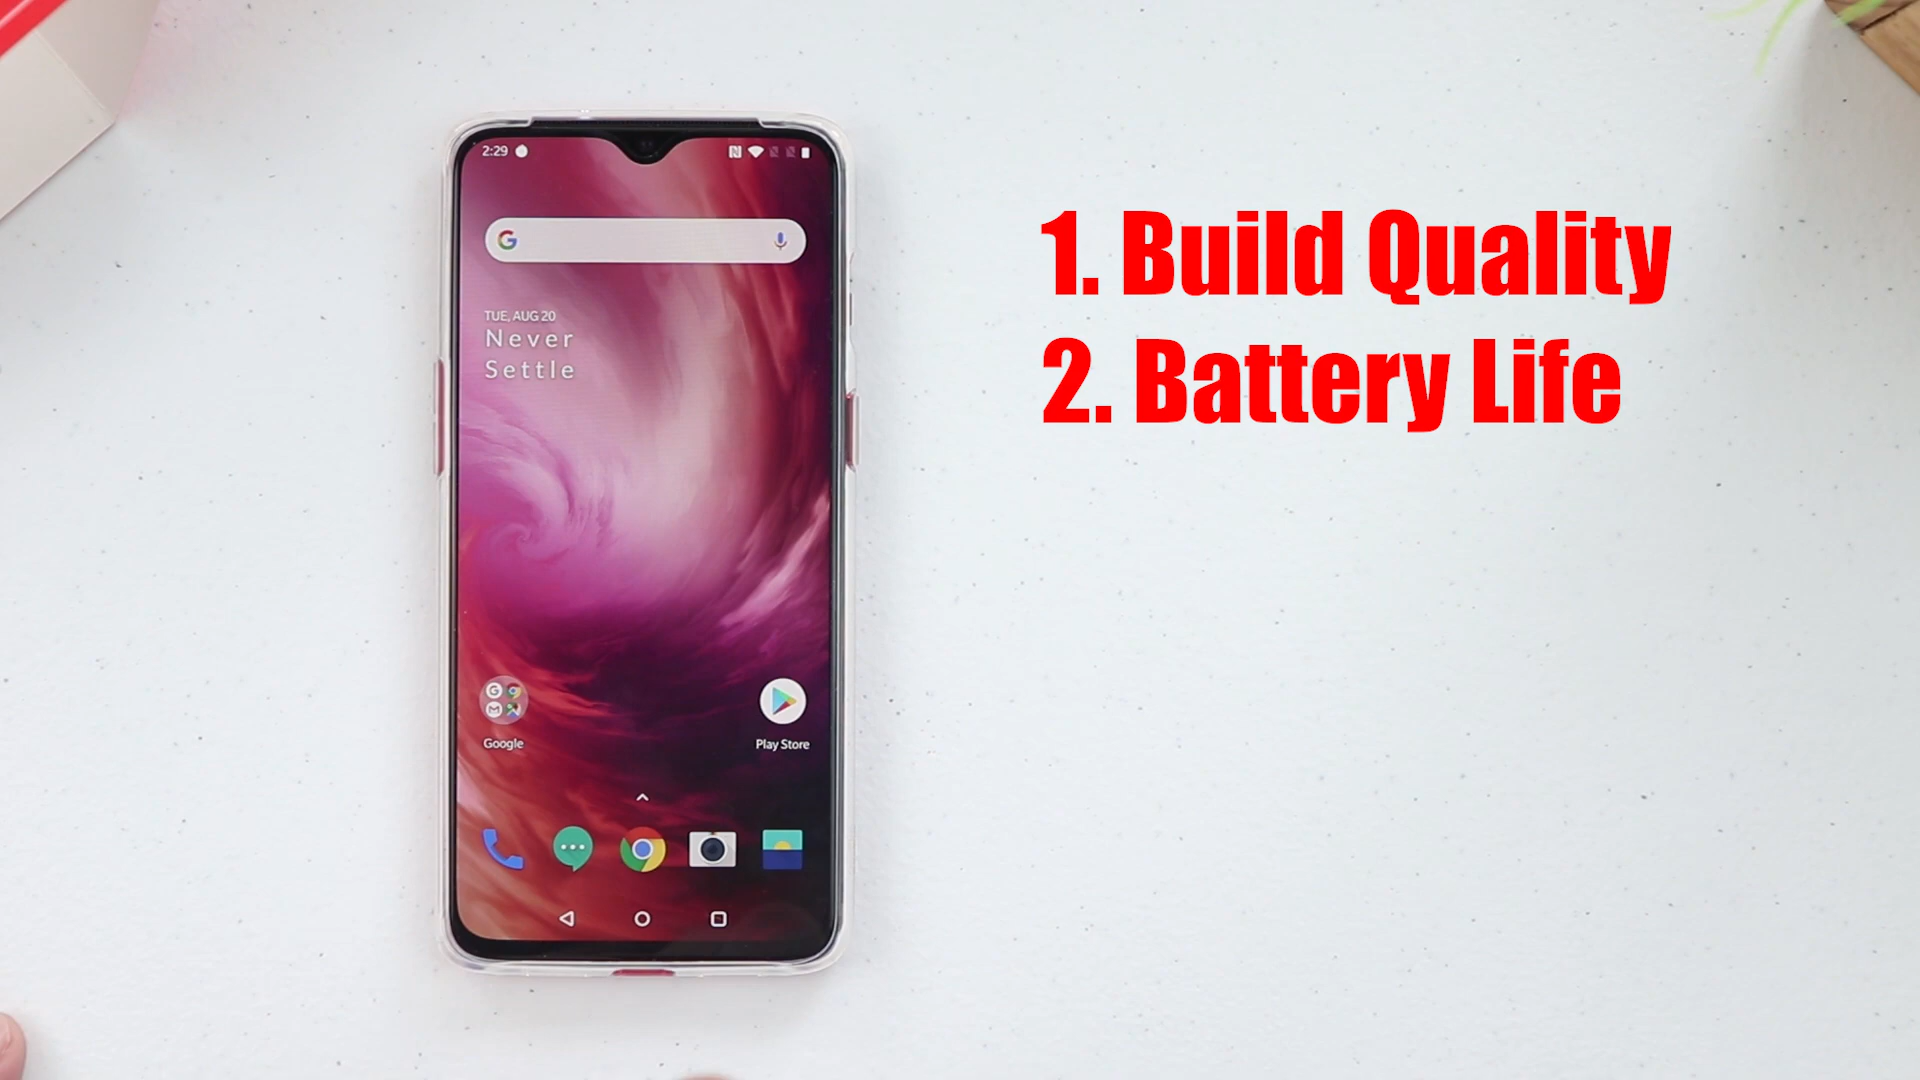 2:29
TUE, AUG 20
Never
Settle
1. Build Quality
2. Battery Life
Google
Play Store